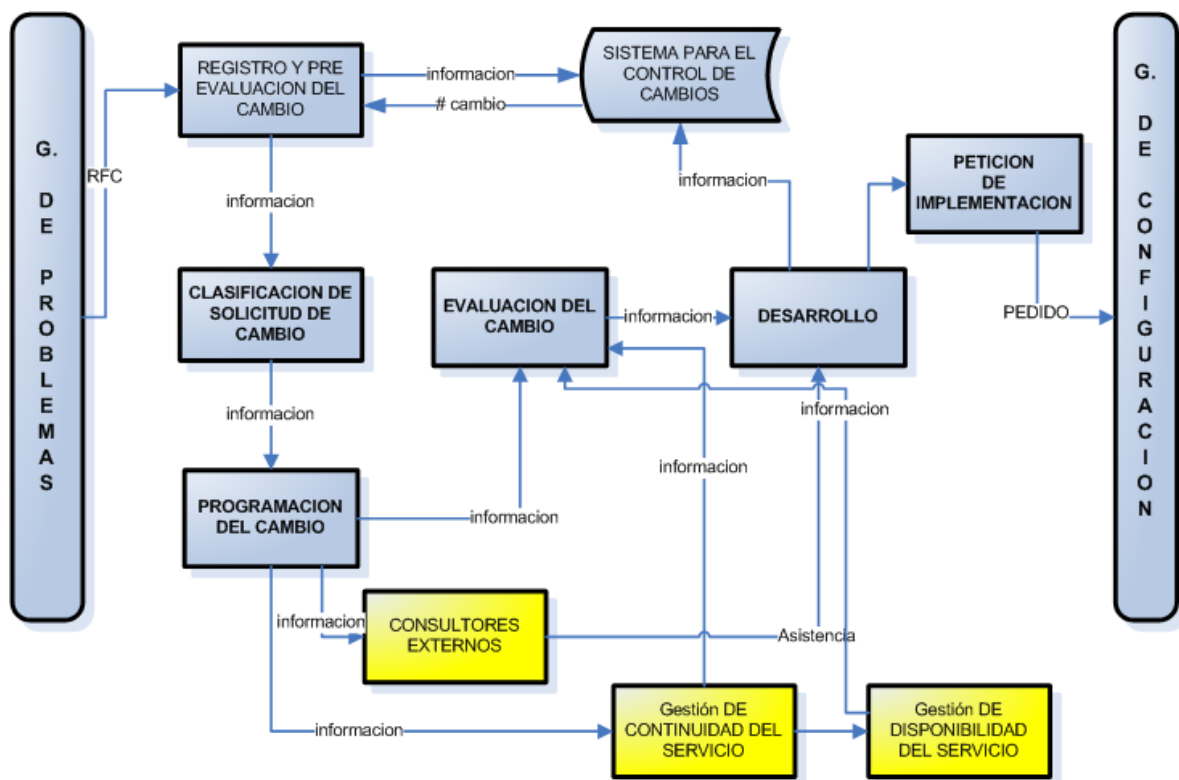 G.
DE
PROBLEMAS
RFC
REGISTRO Y PRE
EVALUACION DEL
CAMBIO
informacion
# cambio
SISTEMA PARA EL
CONTROL DE
CAMBIOS
informacion
informacion
PETICION
DE
IMPLEMENTACION
PEDIDO
G.
DE
CONFIGURACION
CLASIFICACION DE
SOLICITUD DE
CAMBIO
informacion
EVALUACION DEL
CAMBIO
informacion
DESARROLLO
informacion
informacion
PROGRAMACION
DEL CAMBIO
informacion
informacion
CONSULTORES
EXTERNOS
Asistencia
informacion
Gestión DE
CONTINUIDAD DEL
SERVICIO
Gestión DE
DISPONIBILIDAD
DEL SERVICIO